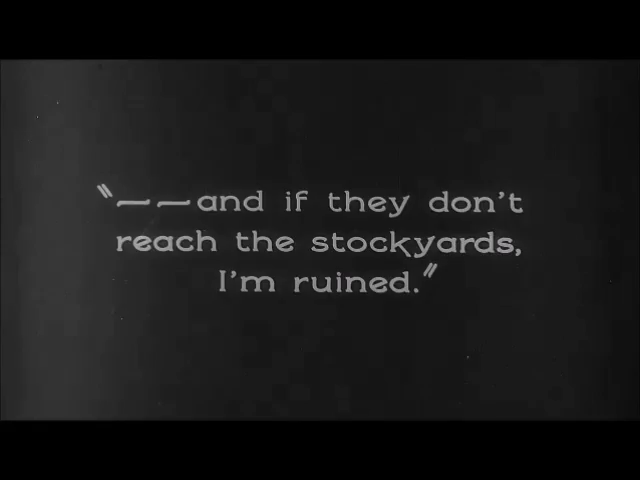 "——and if they don't
reach the stockyards,
I'm ruined."